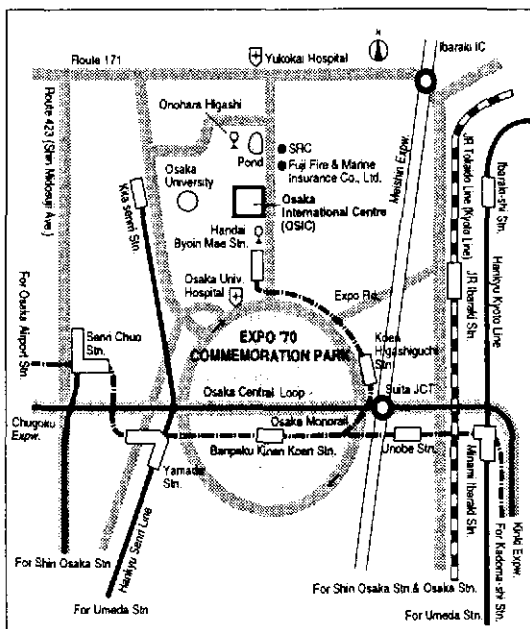 Ibaraki IC
Route 171
Yukokai Hospital
N
Onohara Higashi
Pond
SRC
Fuji Fire & Marine
Insurance Co., Ltd.
Osaka
University
Osaka
International Centre
(OSIC)
Handai
Byoin Mae Stn.
Route 423 (Shin Midosuji Ave.)
Kita Senri Stn.
Meishin Expw.
JR Tokaido Line (Kyoto Line)
Ibaraki-shi Stn.
Hankyu Kyoto Line
JR Ibaraki Stn.
Osaka Univ.
Hospital
Expo Rd.
For Osaka Airport Stn.
Senri Chuo
Stn.
EXPO '70
COMMEMORATION PARK
Koen
Higashiguchi
Stn.
Suita JCT
Osaka Central Loop
Chugoku
Expw.
Osaka Monorail
Banpaku Kinen Koen Stn.
Unobe Stn.
Minami Ibaraki Stn.
Yamada
Stn.
Hankyu Senri Line
Kinki Expw.
For Kadoma-shi Stn.
For Shin Osaka Stn.
For Shin Osaka Stn. & Osaka Stn.
For Umeda Stn.
For Umeda Stn.